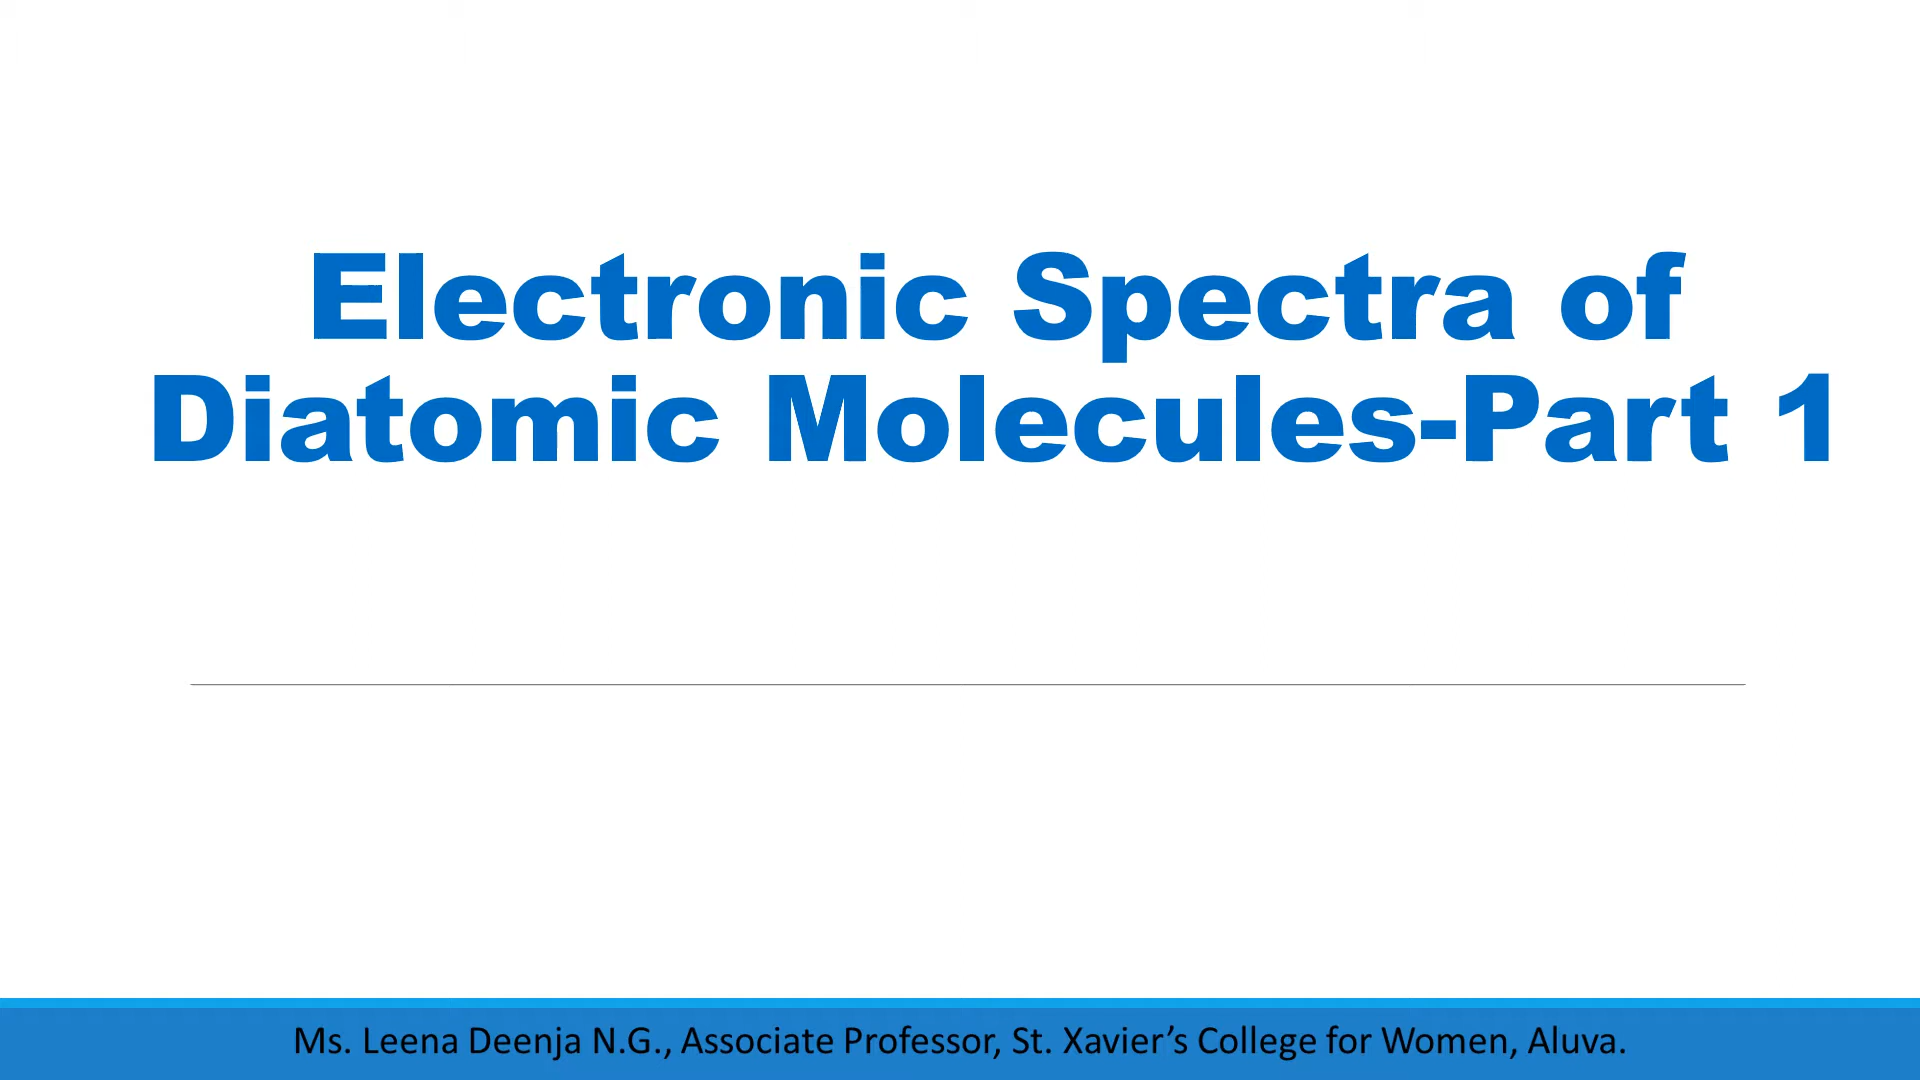 Electronic Spectra of
Diatomic Molecules-Part 1
Ms. Leena Deenja N.G., Associate Professor, St. Xavier’s College for Women, Aluva.